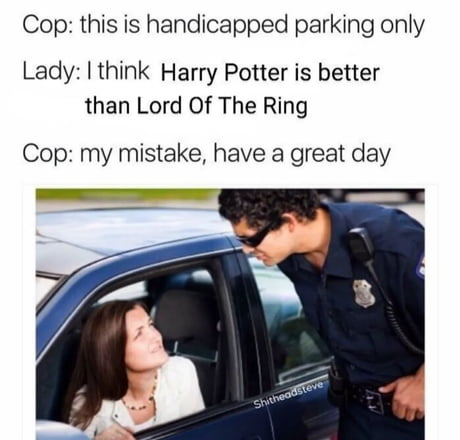 Cop: this is handicapped parking only
Lady: I think Harry Potter is better
than Lord Of The Ring
Cop: my mistake, have a great day
Shitheadsteve